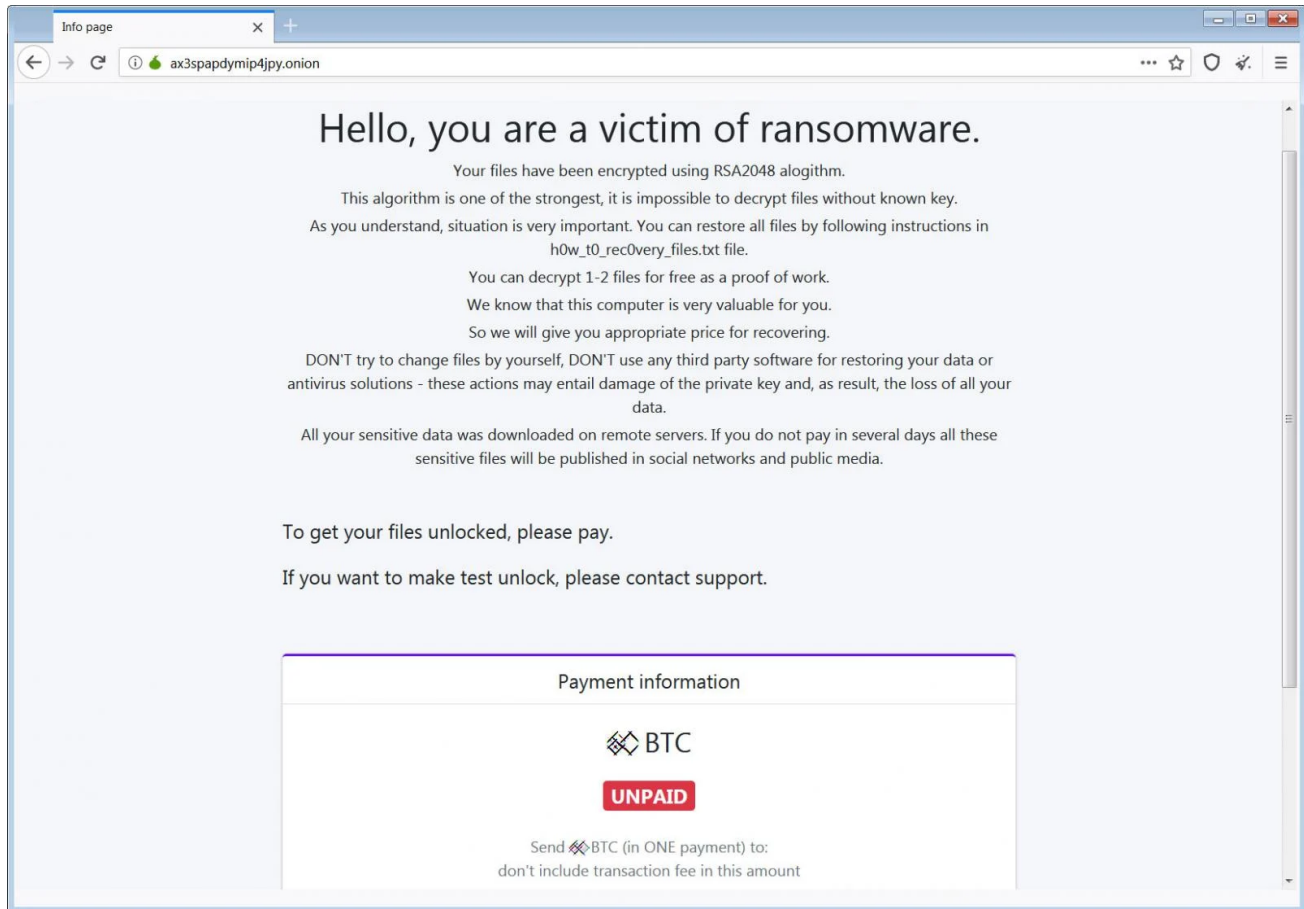 Info page
ax3spapdymip4jpy.onion
Hello, you are a victim of ransomware.
Your files have been encrypted using RSA2048 alogithm.
This algorithm is one of the strongest, it is impossible to decrypt files without known key.
As you understand, situation is very important. You can restore all files by following instructions in
h0w_t0_rec0very_files.txt file.
You can decrypt 1-2 files for free as a proof of work.
We know that this computer is very valuable for you.
So we will give you appropriate price for recovering.
DON'T try to change files by yourself, DON'T use any third party software for restoring your data or
antivirus solutions - these actions may entail damage of the private key and, as result, the loss of all your
data.
All your sensitive data was downloaded on remote servers. If you do not pay in several days all these
sensitive files will be published in social networks and public media.
To get your files unlocked, please pay.
If you want to make test unlock, please contact support.
Payment information
BTC
UNPAID
Send BTC (in ONE payment) to:
don't include transaction fee in this amount